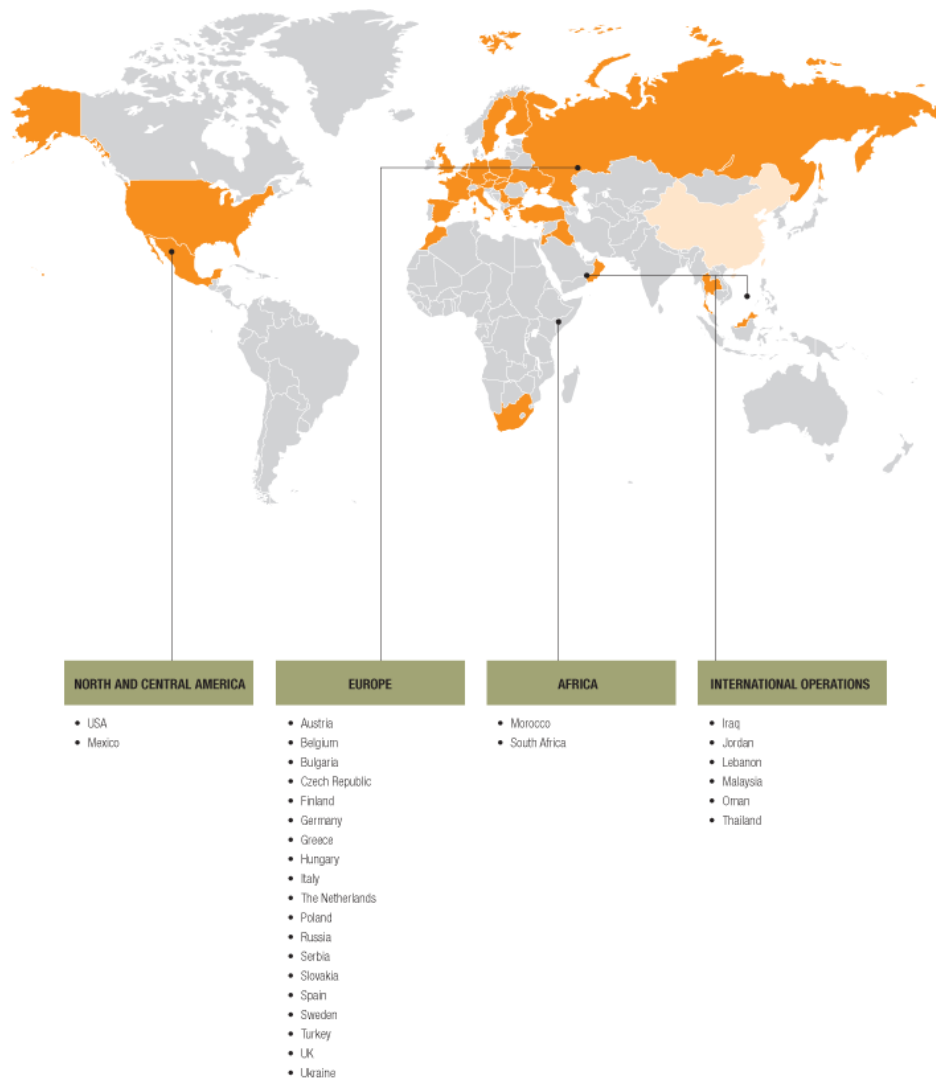 NORTH AND CENTRAL AMERICA
• USA
• Mexico
EUROPE
• Austria
• Belgium
• Bulgaria
• Czech Republic
• Finland
• Germany
• Greece
• Hungary
• Italy
• The Netherlands
• Poland
• Russia
• Serbia
• Slovakia
• Spain
• Sweden
• Turkey
• UK
• Ukraine
AFRICA
• Morocco
• South Africa
INTERNATIONAL OPERATIONS
• Iraq
• Jordan
• Lebanon
• Malaysia
• Oman
• Thailand